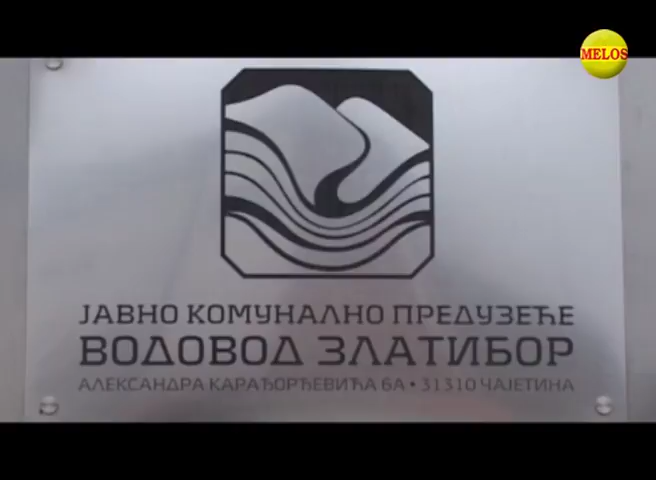 MELOS
ЈАВНО КОМУНАЛНО ПРЕДУЗЕЋЕ
ВОДОВОД ЗЛАТИБОР
АЛЕКСАНДРА КАРАЂОРЂЕВИЋА 6А • 31310 ЧАЈЕТИНА